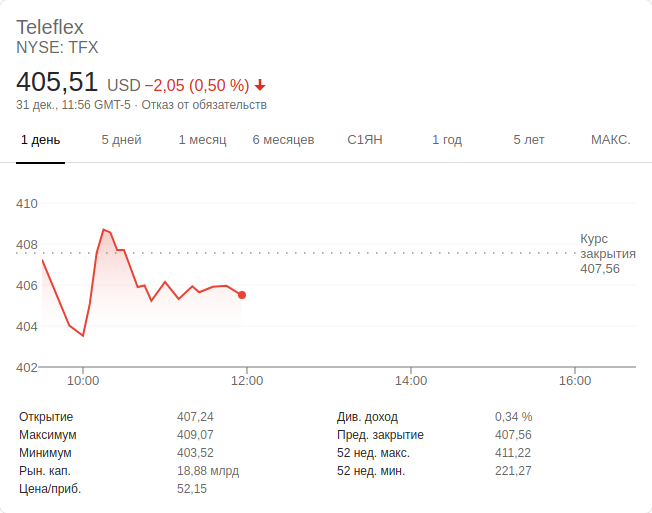 Teleflex
NYSE: TFX
405,51 USD −2,05 (0,50 %)
31 дек., 11:56 GMT-5 · Отказ от обязательств
1 день 5 дней 1 месяц 6 месяцев С1ЯН 1 год 5 лет МАКС.
410
408
406
404
402
Курс
закрытия
407,56
10:00 12:00 14:00 16:00
Открытие 407,24 Див. доход 0,34 %
Максимум 409,07 Пред. закрытие 407,56
Минимум 403,52 52 нед. макс. 411,22
Рын. кап. 18,88 млрд 52 нед. мин. 221,27
Цена/приб. 52,15